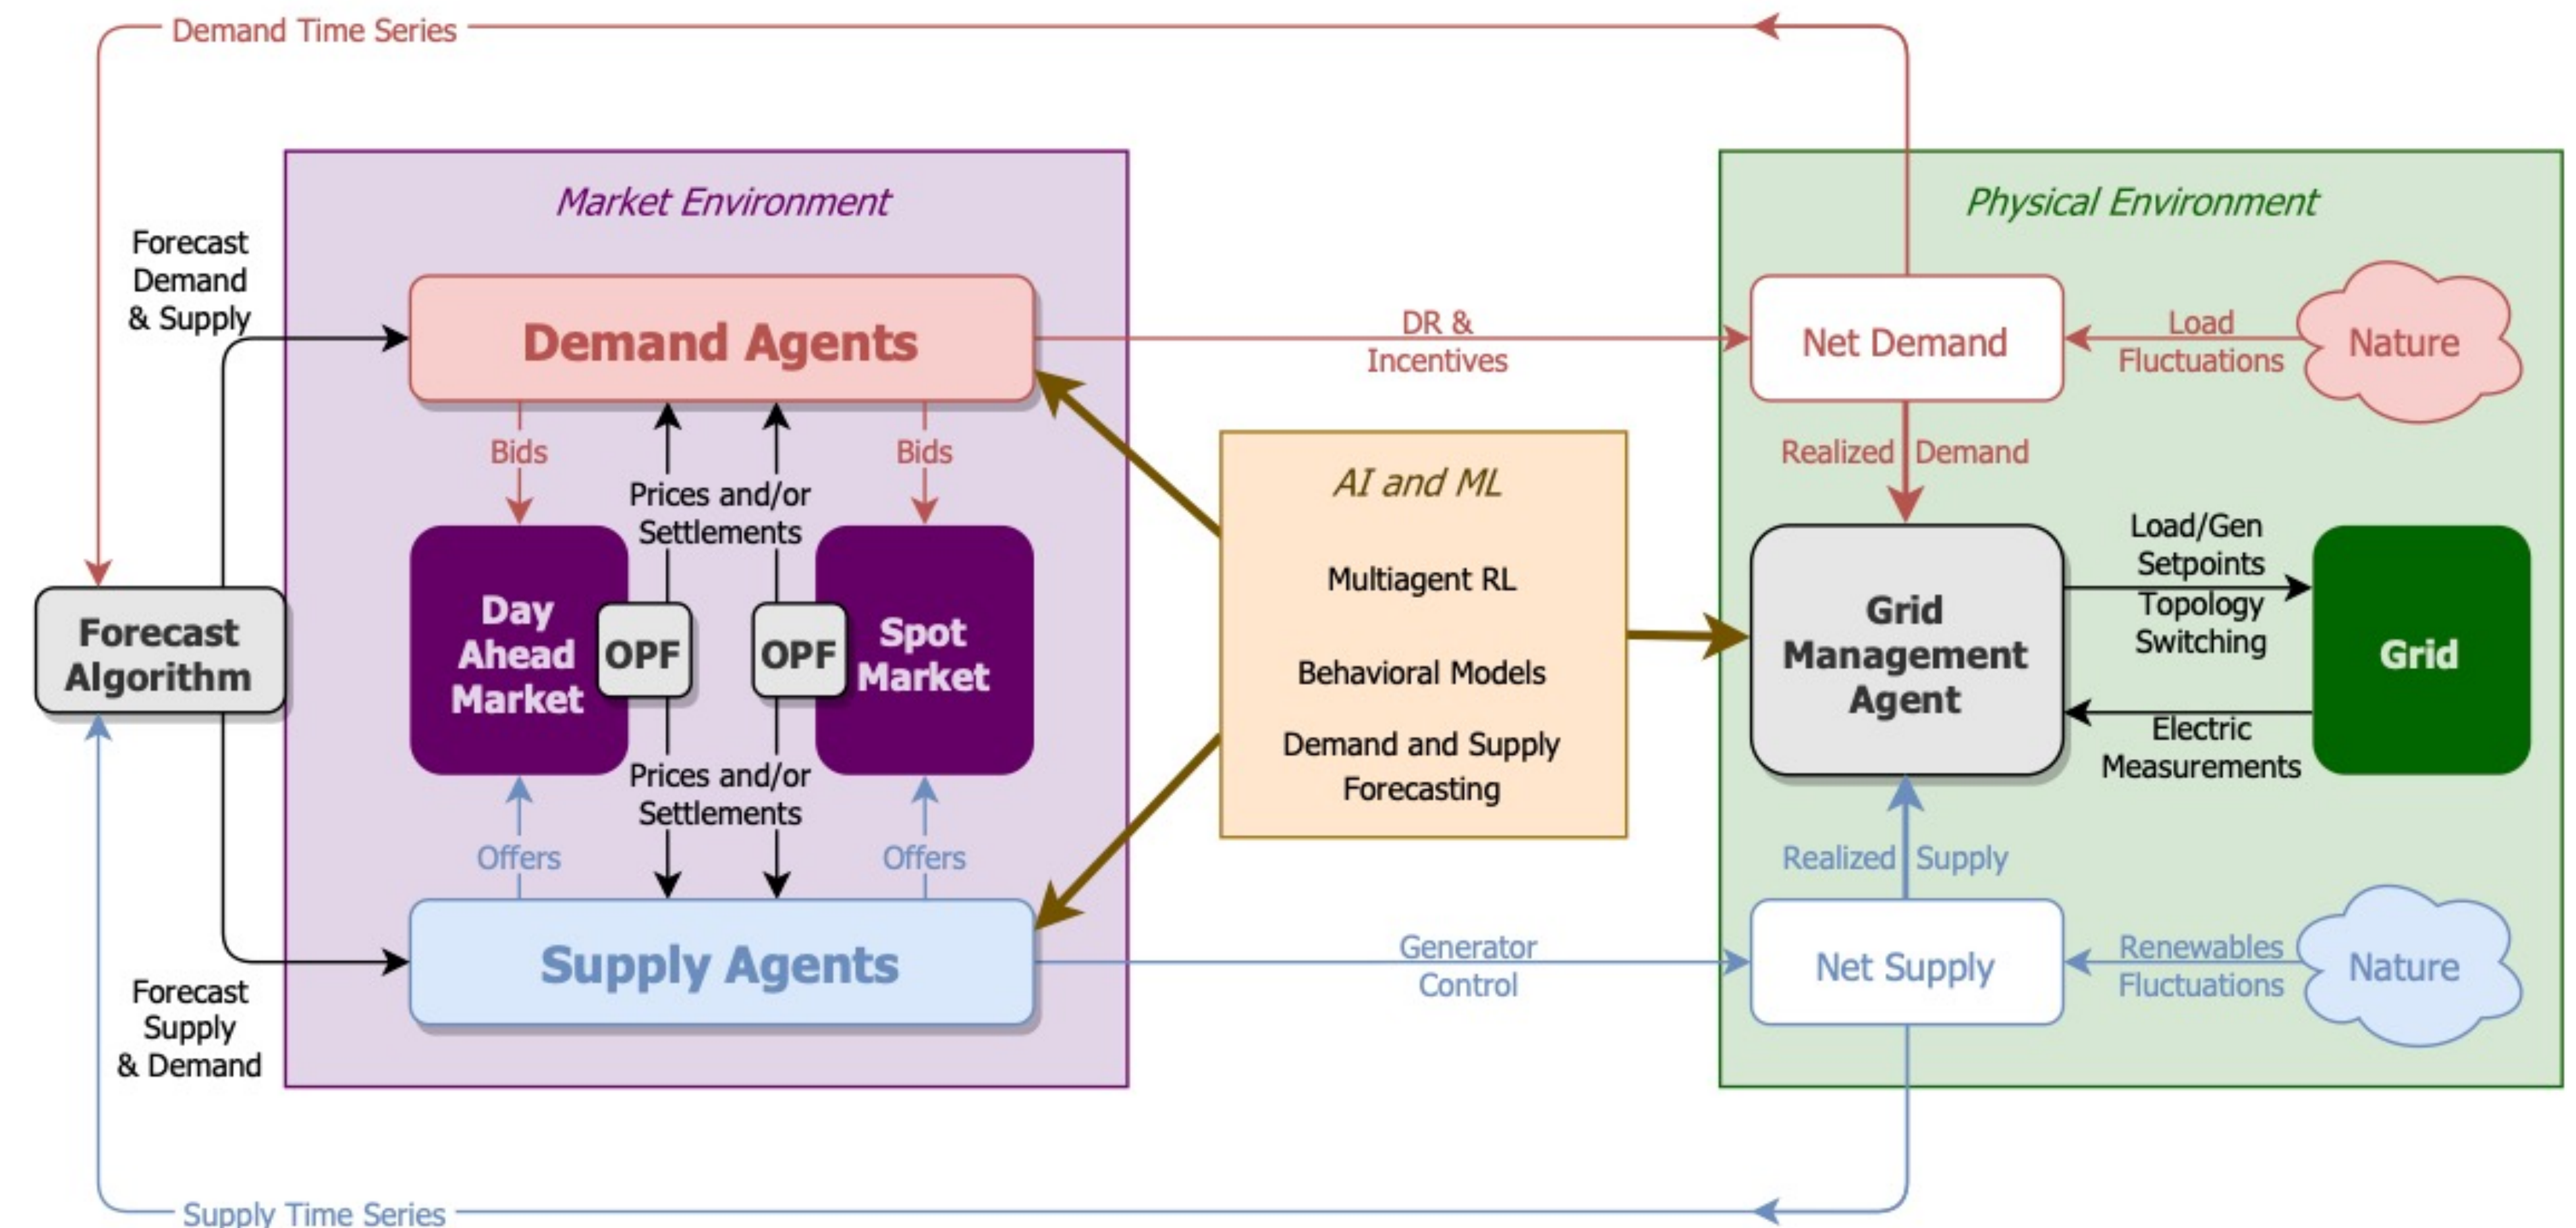 Demand Time Series
Market Environment
Physical Environment
Forecast
Demand
& Supply
Demand Agents
DR &
Incentives
Net Demand
Load
Fluctuations
Nature
Bids
Bids
Prices and/or
Settlements
Realized Demand
AI and ML
Multiagent RL
Behavioral Models
Demand and Supply
Forecasting
Forecast
Algorithm
Day
Ahead
Market
OPF
OPF
Spot
Market
Grid
Management
Agent
Load/Gen
Setpoints
Topology
Switching
Grid
Electric
Measurements
Prices and/or
Settlements
Offers
Offers
Realized Supply
Supply Agents
Generator
Control
Net Supply
Renewables
Fluctuations
Nature
Forecast
Supply
& Demand
Supply Time Series